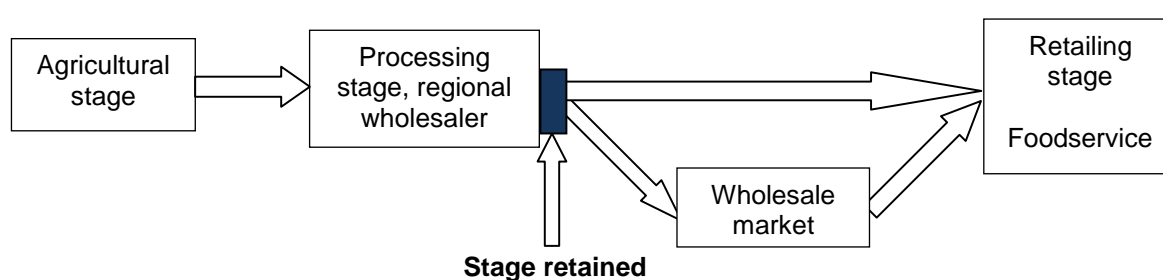 Agricultural
stage
Processing
stage, regional
wholesaler
Retailing
stage
Foodservice
Wholesale
market
Stage retained